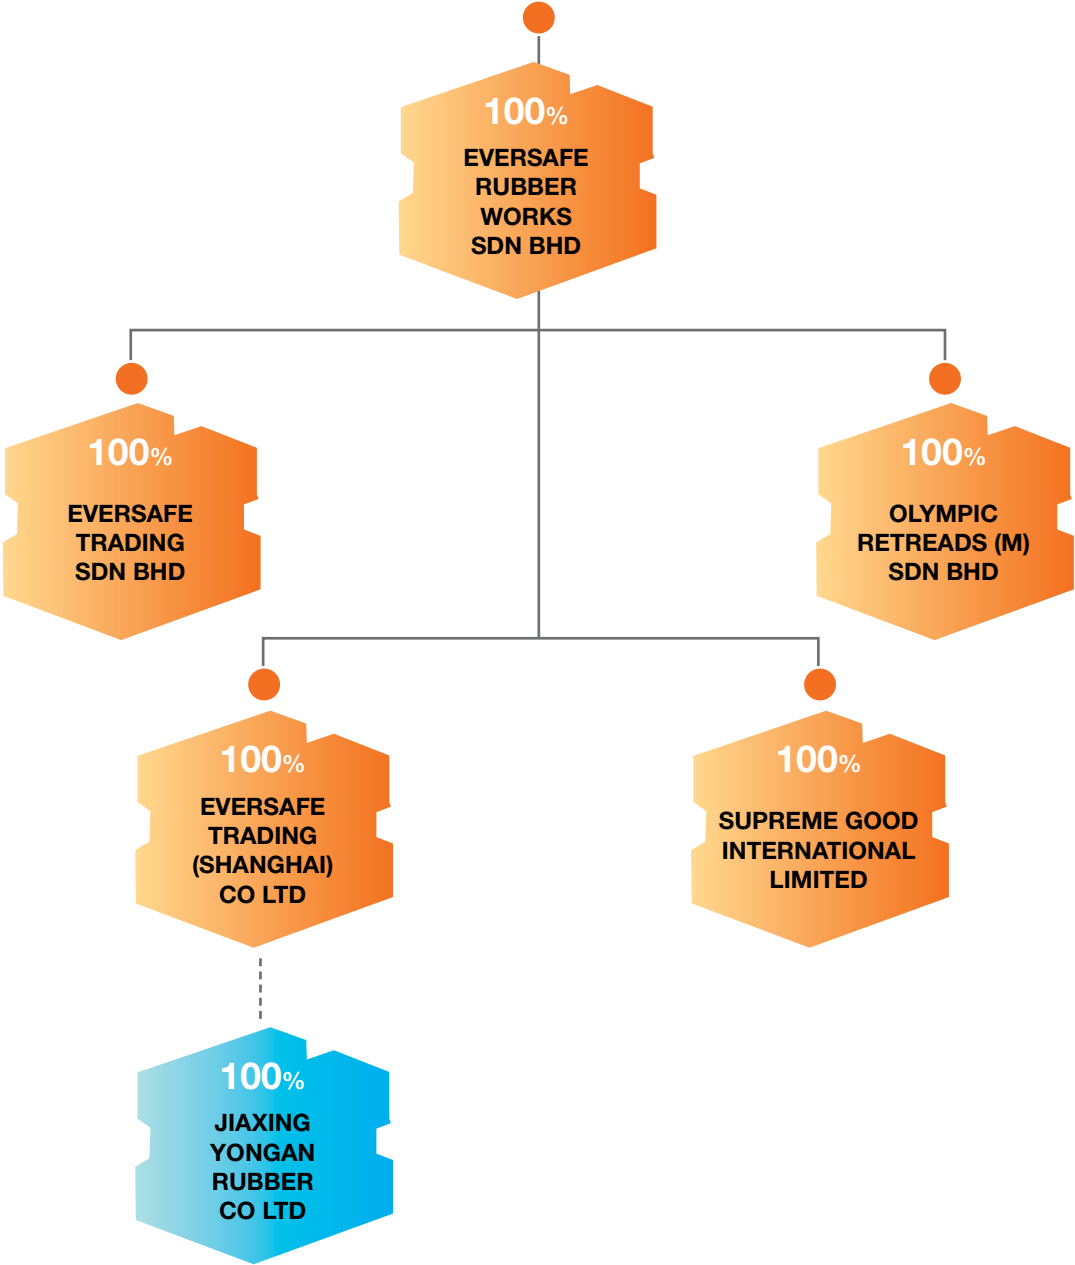 100%
EVERSAFE
RUBBER
WORKS
SDN BHD
100%
EVERSAFE
TRADING
SDN BHD
100%
OLYMPIC
RETREADS (M)
SDN BHD
100%
EVERSAFE
TRADING
(SHANGHAI)
CO LTD
100%
SUPREME GOOD
INTERNATIONAL
LIMITED
100%
JIAXING
YONGAN
RUBBER
CO LTD